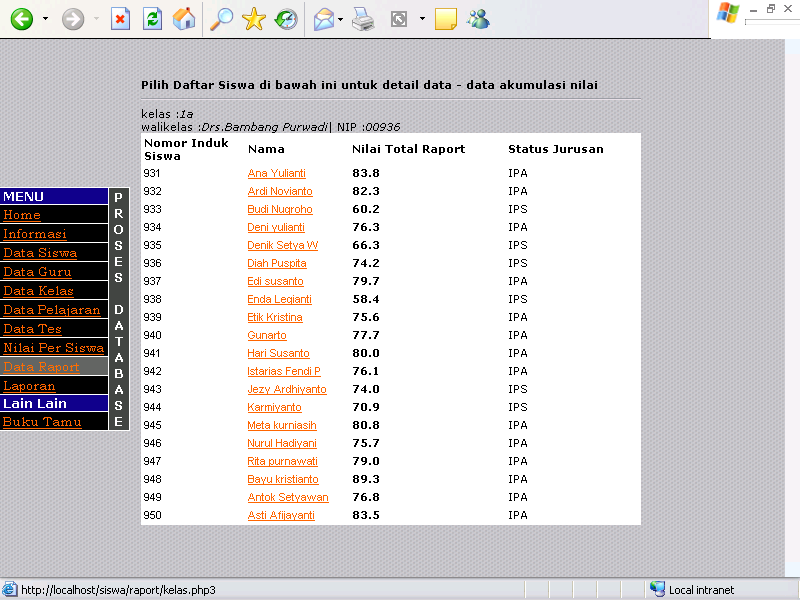 Pilih Daftar Siswa di bawah ini untuk detail data - data akumulasi nilai
kelas :1a
walikelas :Drs.Bambang Purwadi| NIP :00936
Nomor Induk Siswa Nama Nilai Total Raport Status Jurusan
931 Ana Yulianti 83.8 IPA
932 Ardi Novianto 82.3 IPA
933 Budi Nugroho 60.2 IPS
934 Deni yulianti 76.3 IPA
935 Denik Setya W 66.3 IPS
936 Diah Puspita 74.2 IPS
937 Edi susanto 79.7 IPA
938 Enda Legianti 58.4 IPS
939 Etik Kristina 75.6 IPA
940 Gunarto 77.7 IPA
941 Hari Susanto 80.0 IPA
942 Istarias Fendi P 76.1 IPA
943 Jezy Ardhiyanto 74.0 IPS
944 Karmiyanto 70.9 IPS
945 Meta kurniasih 80.8 IPA
946 Nurul Hadiyani 75.7 IPA
947 Rita purnawati 79.0 IPA
948 Bayu kristianto 89.3 IPA
949 Antok Setyawan 76.8 IPA
950 Asti Afijayanti 83.5 IPA
MENU
Home
Informasi
Data Siswa
Data Guru
Data Kelas
Data Pelajaran
Data Tes
Nilai Per Siswa
Data Raport
Laporan
Lain Lain
Buku Tamu
PROSES DATABASE
http://localhost/siswa/raport/kelas.php3
Local intranet